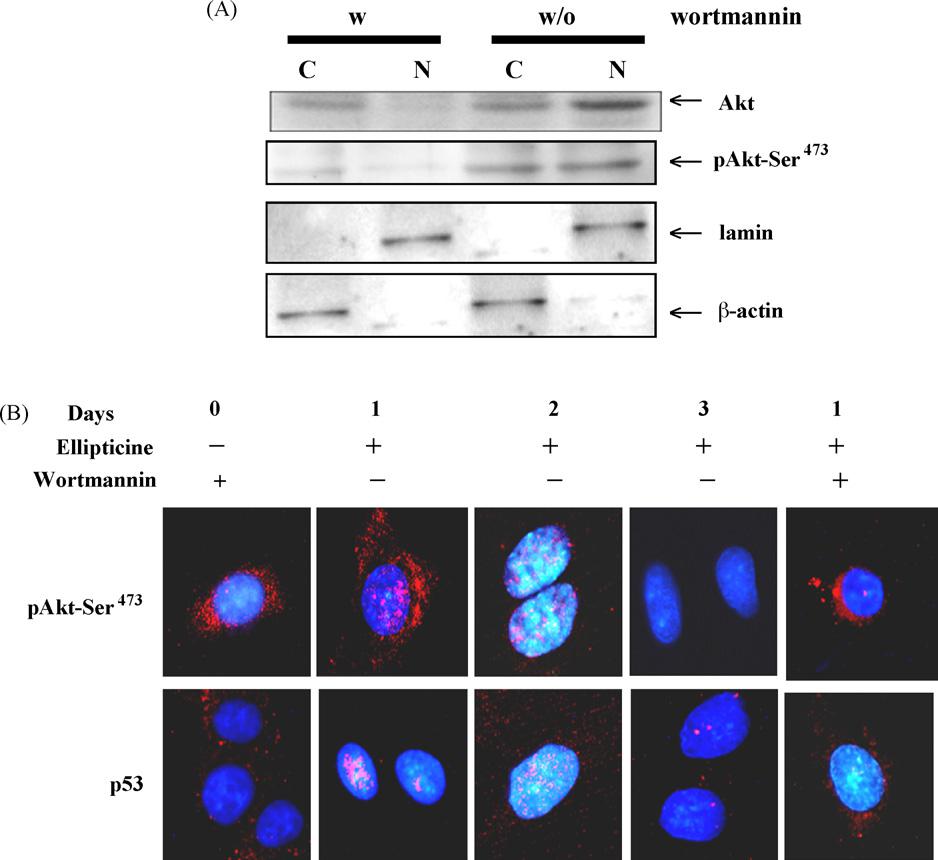 (A) w w/o wortmannin
C N C N
Akt
pAkt-Ser473
lamin
β-actin
(B) Days 0 1 2 3 1
Ellipticine − + + + +
Wortmannin + − − − +
pAkt-Ser473
p53